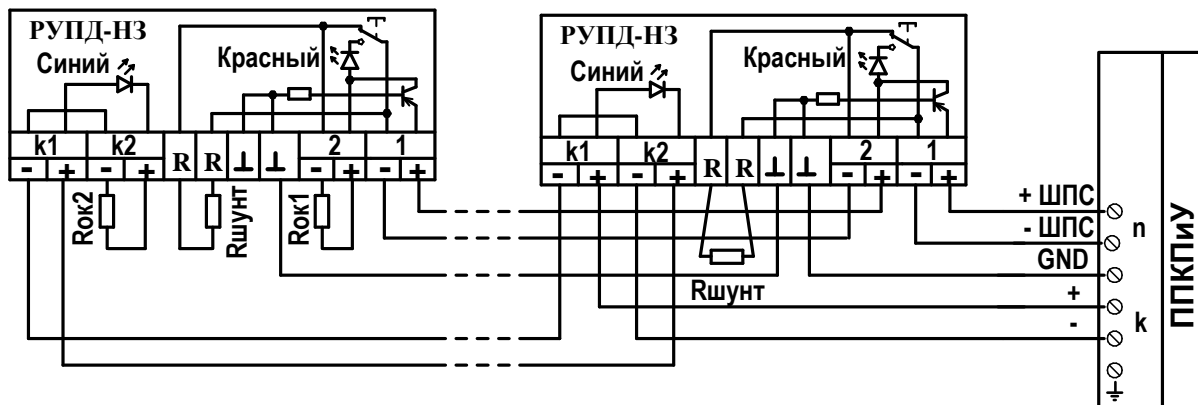 РУПД-НЗ
Синий
Красный
k1 k2 R R ⊥ ⊥ 2 1
- + - + - + - +
Rок2
Rшунт
Rок1
РУПД-НЗ
Синий
Красный
k1 k2 R R ⊥ ⊥ 2 1
- + - + - + - +
Rшунт
+ ШПС
- ШПС
n
GND
+
-
k
ППКПиУ